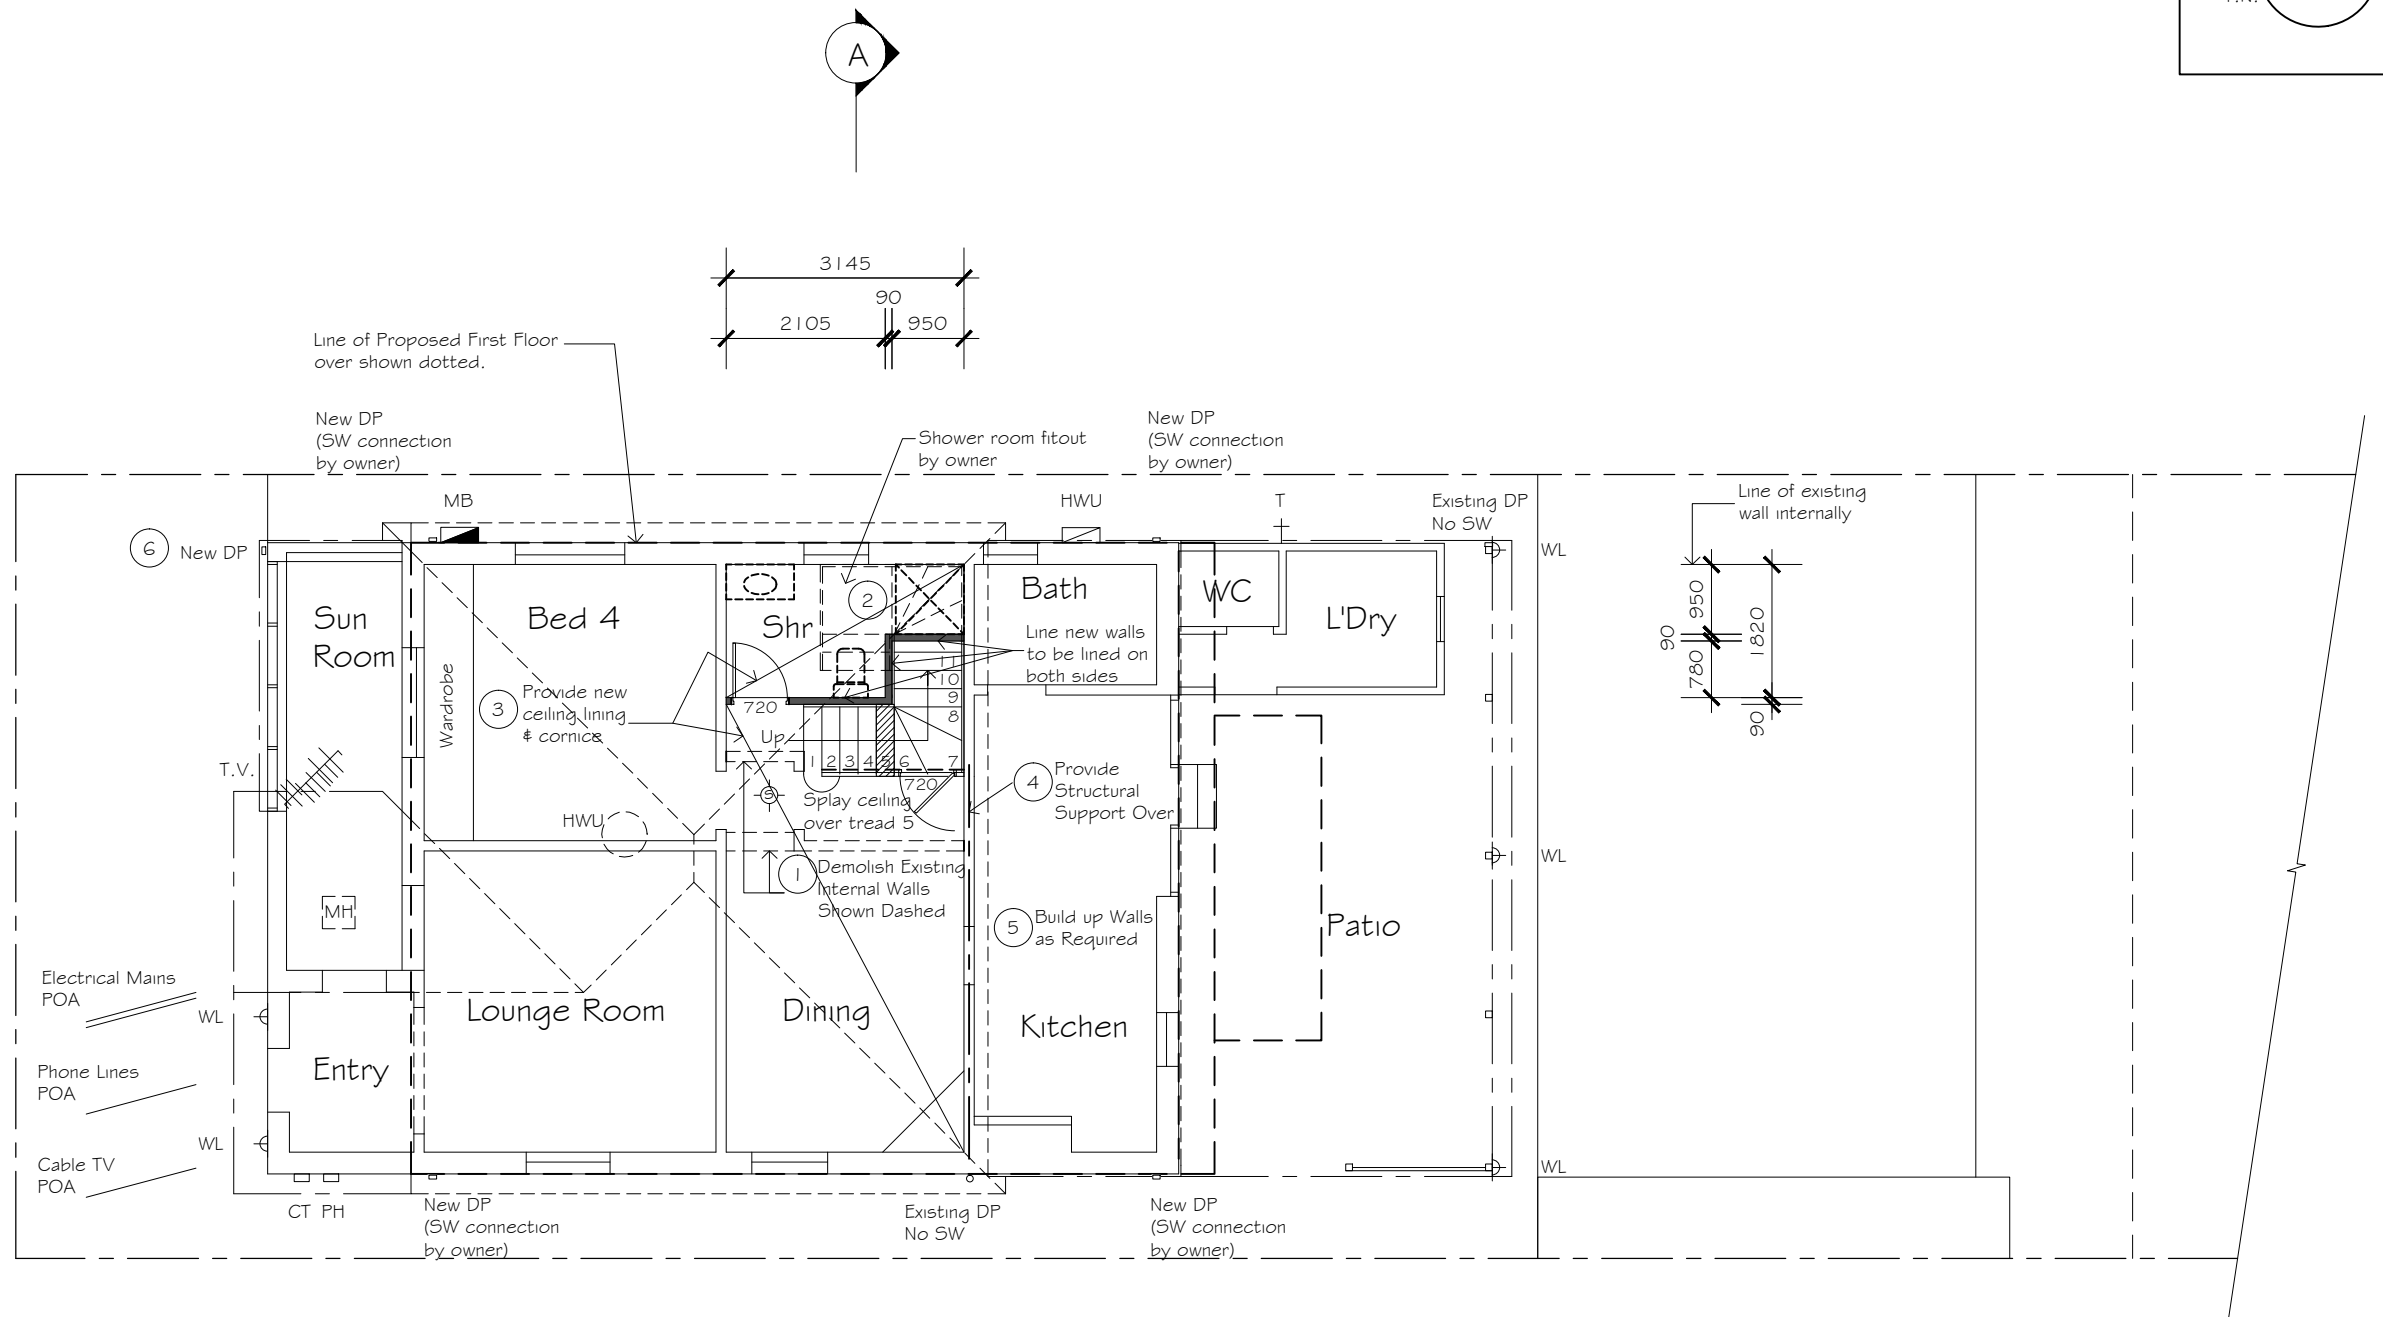 A
3145
90
2105
950
Line of Proposed First Floor
over shown dotted.
New DP
(SW connection
by owner)
Shower room fitout
by owner
New DP
(SW connection
by owner)
MB
HWU
T
Existing DP
No SW
Line of existing
wall internally
6
New DP
WL
Sun
Room
Bed 4
Shr
2
Bath
WC
L'Dry
Line new walls
to be lined on
both sides
950
90
780
1820
90
Wardrobe
3
Provide new
ceiling lining
& cornice
720
Up
11
10
9
8
1
2
3
4
5
6
7
720
T.V.
HWU
S
Splay ceiling
over tread 5
4
Provide
Structural
Support Over
WL
1
Demolish Existing
Internal Walls
Shown Dashed
MH
5
Build up Walls
as Required
Patio
Electrical Mains
POA
WL
Lounge Room
Dining
Kitchen
Entry
Phone Lines
POA
WL
Cable TV
POA
WL
CT
PH
New DP
(SW connection
by owner)
Existing DP
No SW
New DP
(SW connection
by owner)